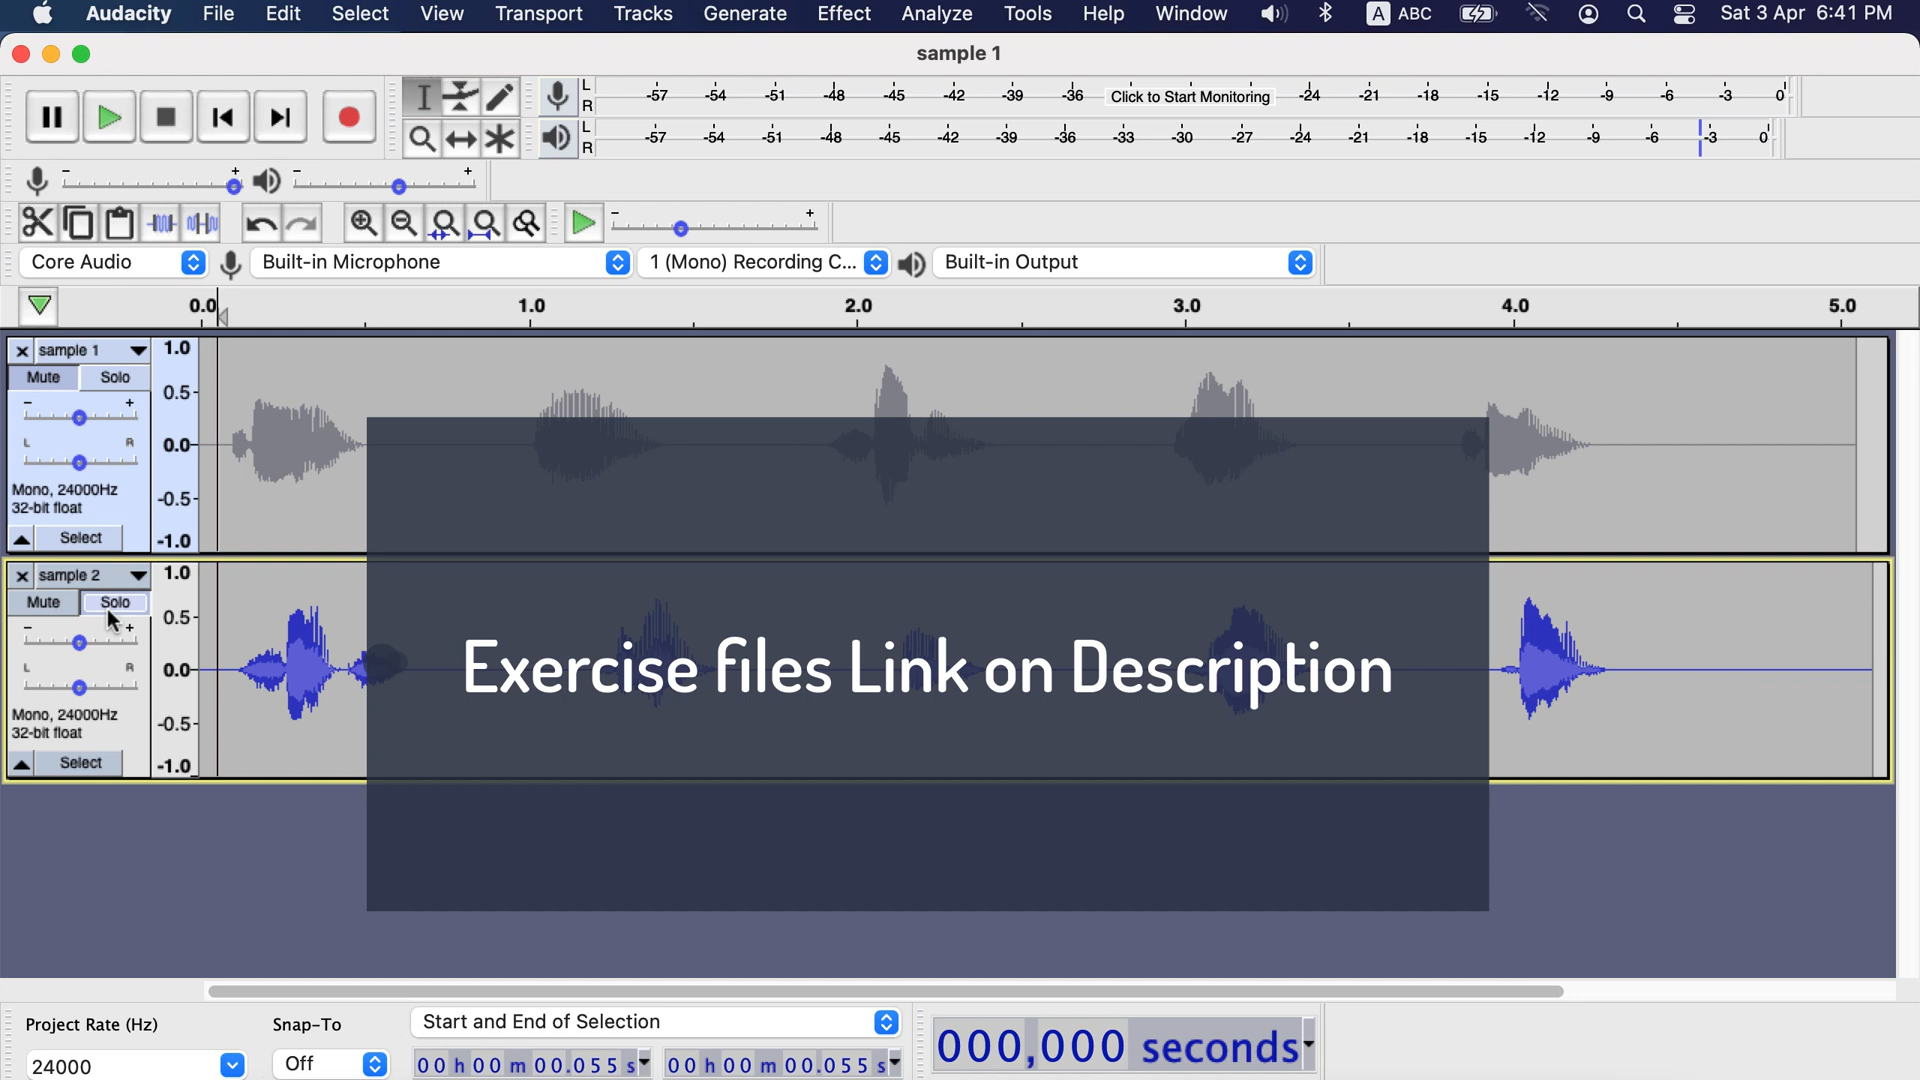 Audacity File Edit Select View Transport Tracks Generate Effect Analyze Tools Help Window A ABC Sat 3 Apr 6:41 PM
sample 1
L -57 -54 -51 -48 -45 -42 -39 -36 Click to Start Monitoring -24 -21 -18 -15 -12 -9 -6 -3 0
R
L -57 -54 -51 -48 -45 -42 -39 -36 -33 -30 -27 -24 -21 -18 -15 -12 -9 -6 -3 0
R
- + - +
- +
Core Audio Built-in Microphone 1 (Mono) Recording C... Built-in Output
0.0 1.0 2.0 3.0 4.0 5.0
x sample 1 1.0
Mute Solo
0.5-
- +
L R 0.0-
Mono, 24000Hz
32-bit float -0.5-
Select -1.0
x sample 2 1.0
Mute Solo
0.5-
- +
L R 0.0-
Exercise files Link on Description
Mono, 24000Hz
32-bit float -0.5-
Select -1.0
Project Rate (Hz) Snap-To Start and End of Selection
24000 Off 00 h 00 m 00.055 s 00 h 00 m 00.055 s 000,000 seconds